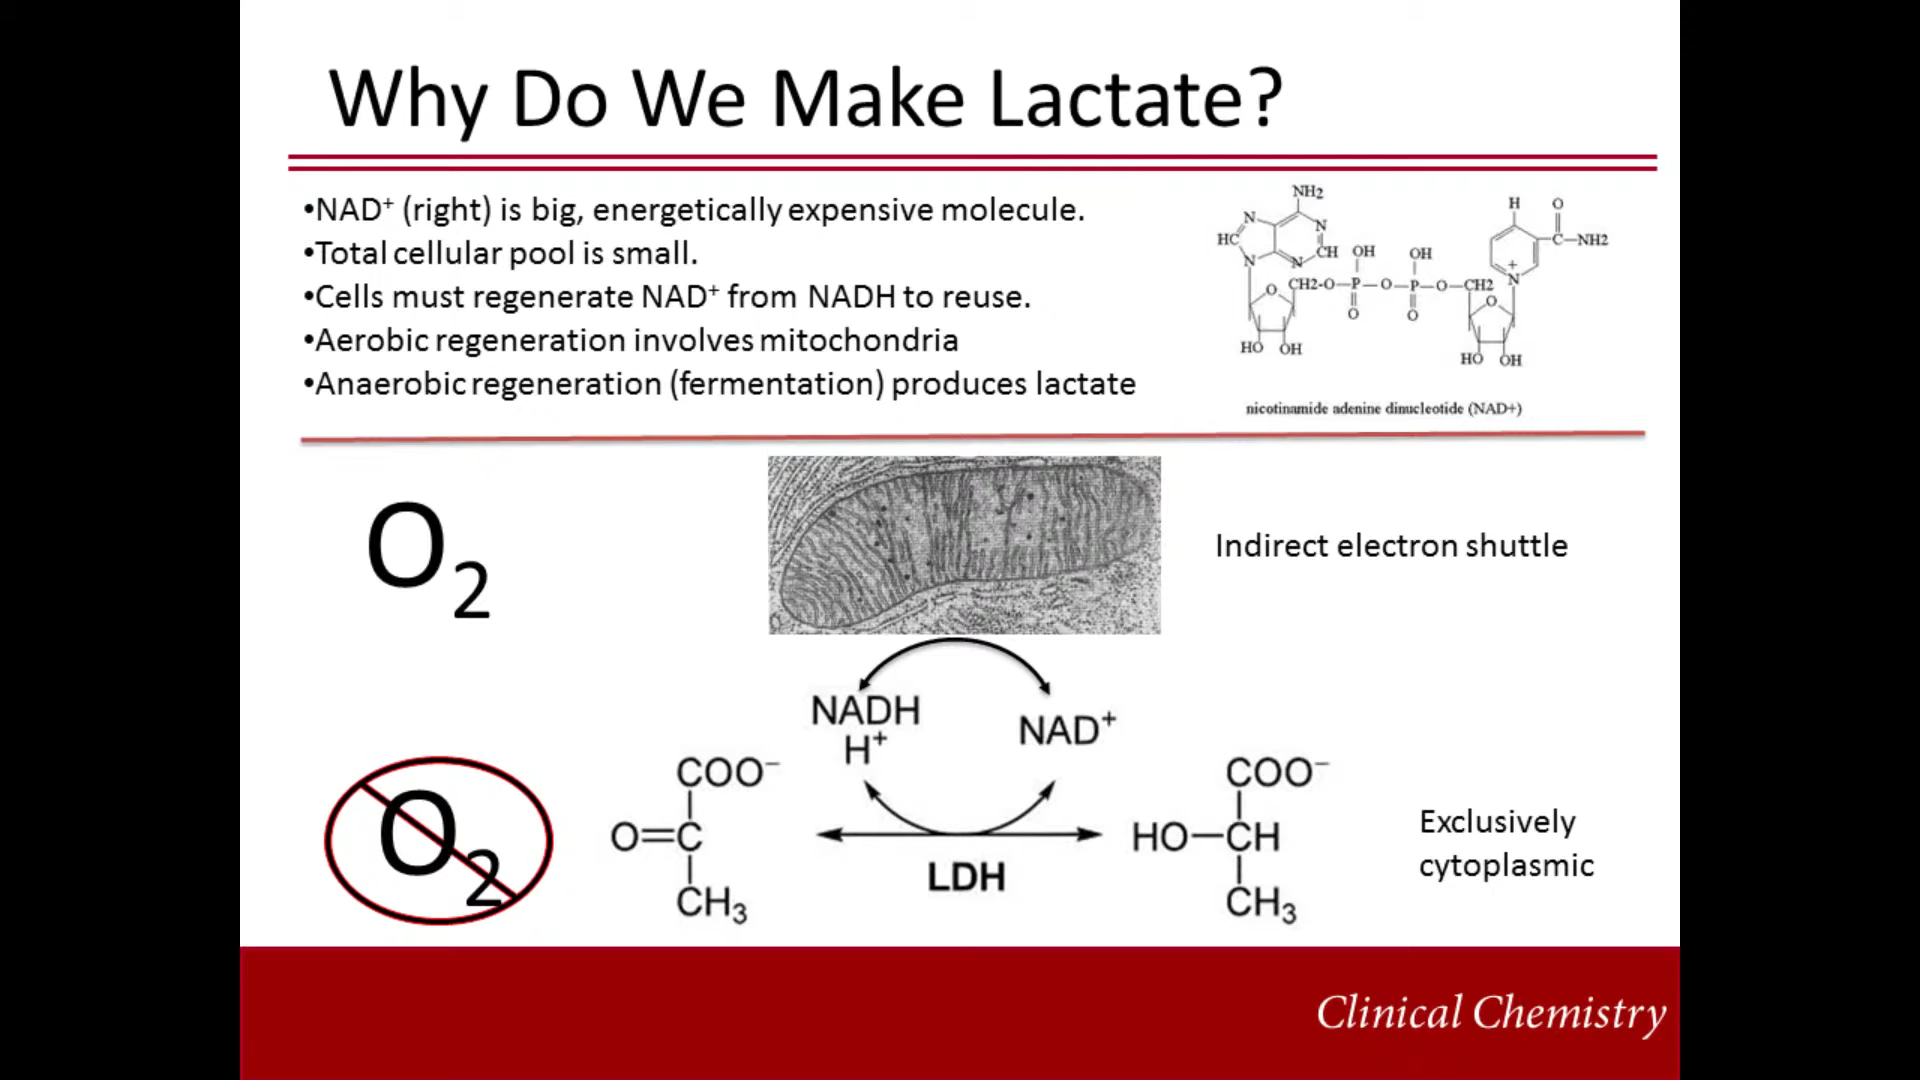 Why Do We Make Lactate?
•NAD⁺ (right) is big, energetically expensive molecule.
•Total cellular pool is small.
•Cells must regenerate NAD⁺ from NADH to reuse.
•Aerobic regeneration involves mitochondria
•Anaerobic regeneration (fermentation) produces lactate
NH2
N
N
HC
CH
N
N
O
CH2-O-P-O-P-O-CH2
OH
OH
O
O
HO
OH
H
O
C-NH2
+
N
O
HO
OH
nicotinamide adenine dinucleotide (NAD+)
O₂
Indirect electron shuttle
NADH
H⁺
NAD⁺
O₂
COO⁻
O=C
CH₃
LDH
COO⁻
HO-CH
CH₃
Exclusively
cytoplasmic
Clinical Chemistry